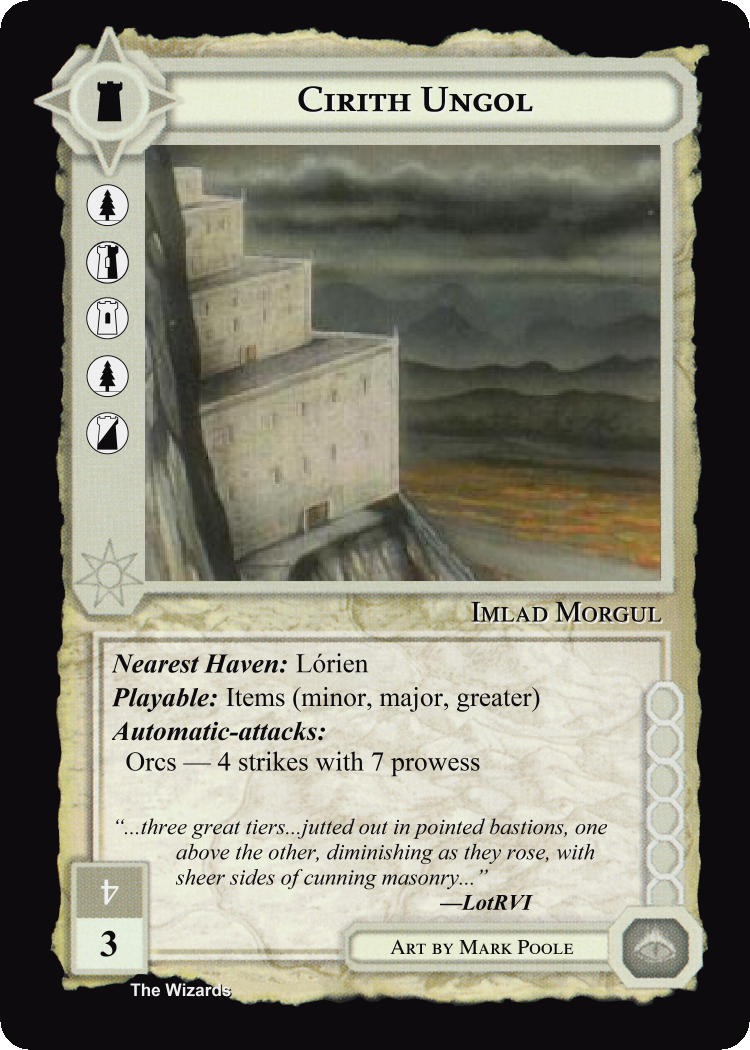 Cirith Ungol
Imlad Morgul
Nearest Haven: Lórien
Playable: Items (minor, major, greater)
Automatic-attacks:
Orcs — 4 strikes with 7 prowess
“...three great tiers...jutted out in pointed bastions, one
above the other, diminishing as they rose, with
sheer sides of cunning masonry...”
—LotRVI
4
3
Art by Mark Poole
The Wizards